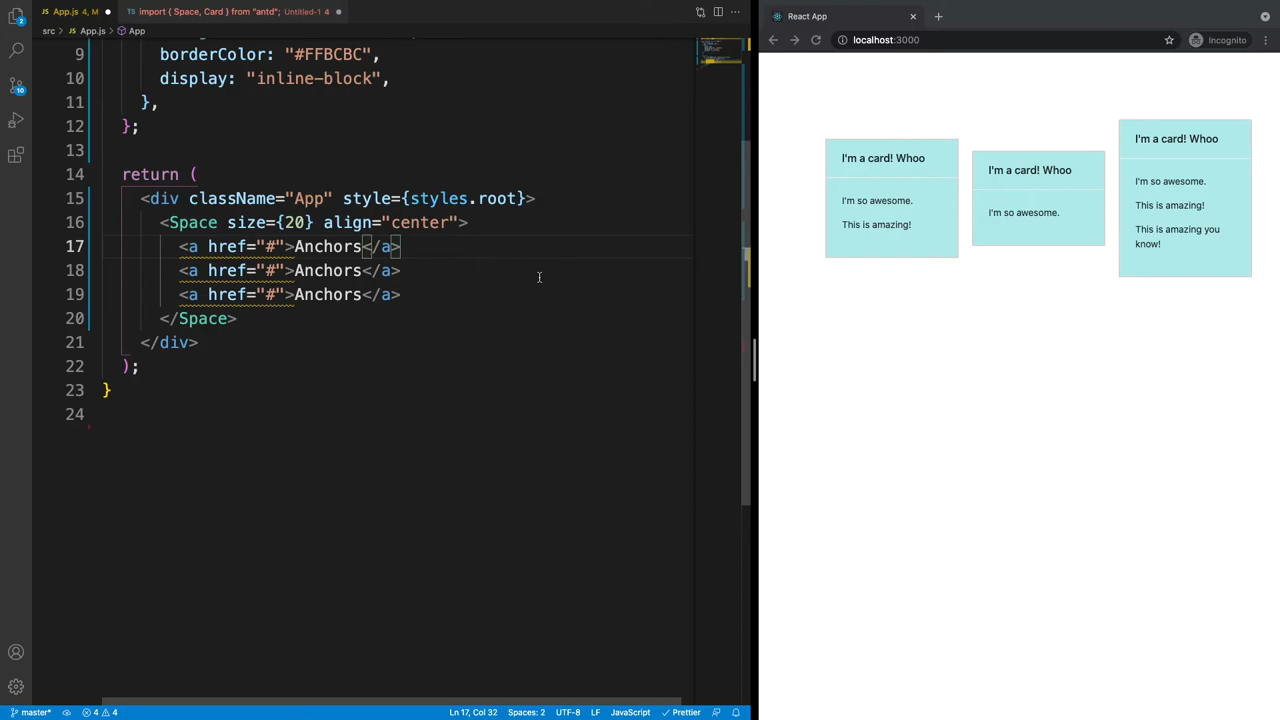 App.js 4, M
import { Space, Card } from "antd"; Untitled-1 4
React App
src > App.js > App
localhost:3000
Incognito
2
10
9 borderColor: "#FFBCBC",
10 display: "inline-block",
11 },
12 };
13
14 return (
15 <div className="App" style={styles.root}>
16 <Space size={20} align="center">
17 <a href="#">Anchors</a>
18 <a href="#">Anchors</a>
19 <a href="#">Anchors</a>
20 </Space>
21 </div>
22 );
23 }
24
I'm a card! Whoo
I'm so awesome.
This is amazing!
I'm a card! Whoo
I'm so awesome.
I'm a card! Whoo
I'm so awesome.
This is amazing!
This is amazing you
know!
master* 4 4 Ln 17, Col 32 Spaces: 2 UTF-8 LF JavaScript Prettier